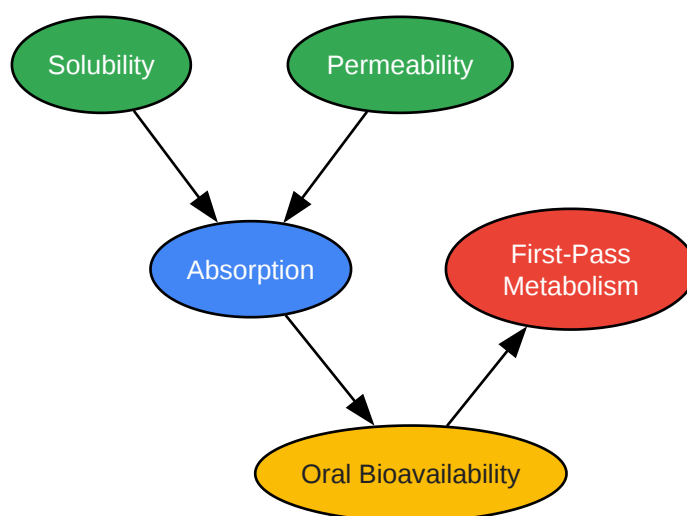 Solubility
Permeability
Absorption
First-Pass
Metabolism
Oral Bioavailability